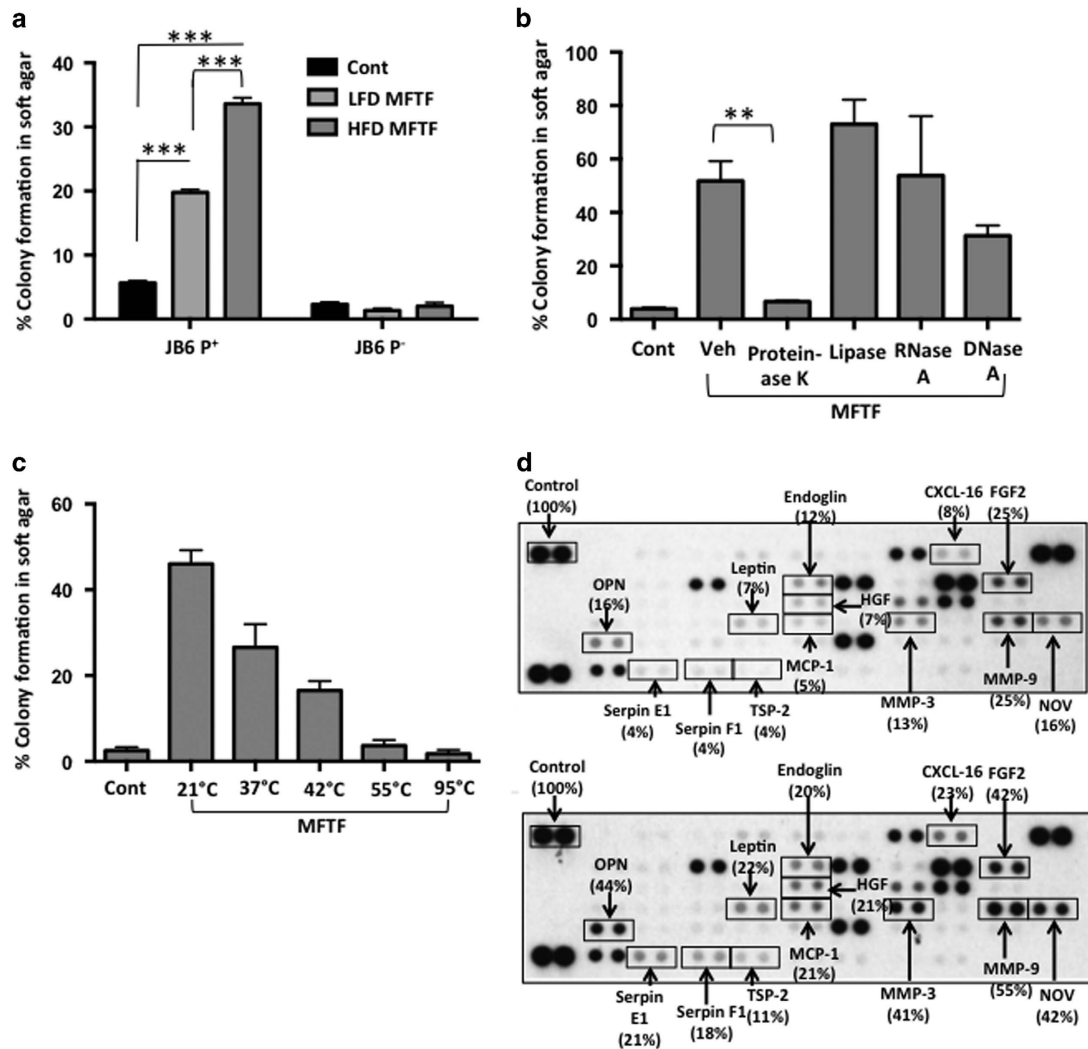 a
% Colony formation in soft agar
40
30
20
10
0
***
***
***
Cont
LFD MFTF
HFD MFTF
JB6 P⁺
JB6 P⁻
b
% Colony formation in soft agar
100
80
60
40
20
0
**
Cont
Veh
Protein-
ase K
Lipase
RNase
A
DNase
A
MFTF
c
% Colony formation in soft agar
60
40
20
0
Cont
21°C
37°C
42°C
55°C
95°C
MFTF
d
Control
(100%)
Endoglin
(12%)
CXCL-16
(8%)
FGF2
(25%)
OPN
(16%)
Leptin
(7%)
HGF
(7%)
MCP-1
(5%)
Serpin E1
(4%)
Serpin F1
(4%)
TSP-2
(4%)
MMP-3
(13%)
MMP-9
(25%)
NOV
(16%)
Control
(100%)
Endoglin
(20%)
CXCL-16
(23%)
FGF2
(42%)
OPN
(44%)
Leptin
(22%)
HGF
(21%)
MCP-1
(21%)
Serpin
E1
(21%)
Serpin F1
(18%)
TSP-2
(11%)
MMP-3
(41%)
MMP-9
(55%)
NOV
(42%)